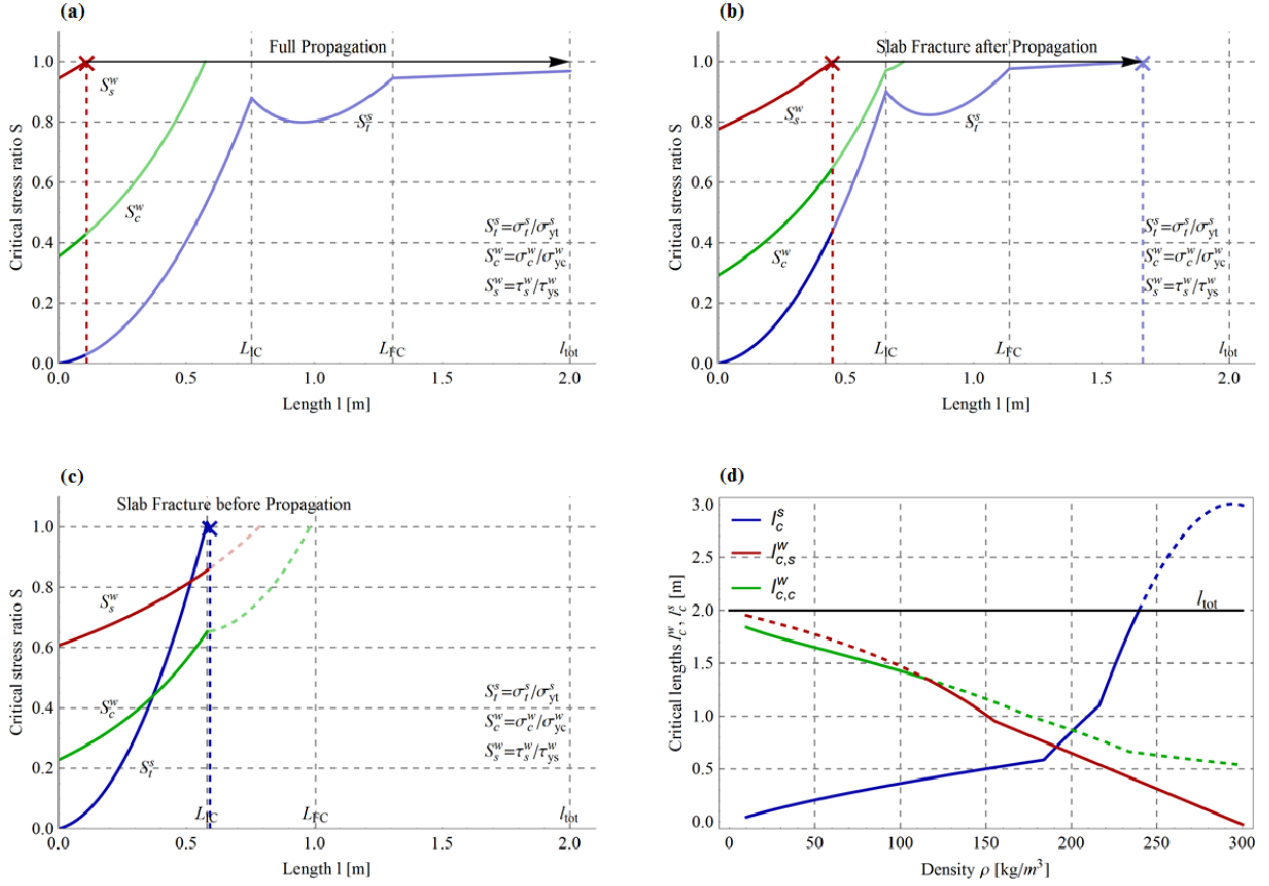 (a)
Full Propagation
Critical stress ratio S
1.0
0.8
0.6
0.4
0.2
0.0
S_s^w
S_c^w
S_t^s
S_t^s=σ_t^s/σ_yt^s
S_c^w=σ_c^w/σ_yc^w
S_s^w=τ_s^w/τ_ys^w
L_IC
L_FC
l_tot
0.0 0.5 1.0 1.5 2.0
Length l [m]
(b)
Slab Fracture after Propagation
Critical stress ratio S
1.0
0.8
0.6
0.4
0.2
0.0
S_s^w
S_c^w
S_t^s
S_t^s=σ_t^s/σ_yt^s
S_c^w=σ_c^w/σ_yc^w
S_s^w=τ_s^w/τ_ys^w
L_IC
L_FC
l_tot
0.0 0.5 1.0 1.5 2.0
Length l [m]
(c)
Slab Fracture before Propagation
Critical stress ratio S
1.0
0.8
0.6
0.4
0.2
0.0
S_s^w
S_c^w
S_t^s
S_t^s=σ_t^s/σ_yt^s
S_c^w=σ_c^w/σ_yc^w
S_s^w=τ_s^w/τ_ys^w
L_IC
L_FC
l_tot
0.0 0.5 1.0 1.5 2.0
Length l [m]
(d)
Critical lengths l_c^w, l_c^s [m]
3.0
2.5
2.0
1.5
1.0
0.5
0.0
l_c^s
l_c,s^w
l_c,c^w
l_tot
0 50 100 150 200 250 300
Density ρ [kg/m³]